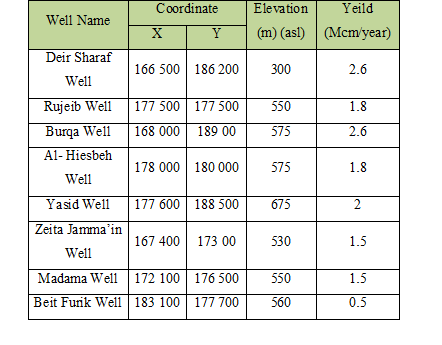 Well Name Coordinate Elevation (m) (asl) Yeild (Mcm/year)
X Y
Deir Sharaf Well 166 500 186 200 300 2.6
Rujeib Well 177 500 177 500 550 1.8
Burqa Well 168 000 189 00 575 2.6
Al- Hiesbeh Well 178 000 180 000 575 1.8
Yasid Well 177 600 188 500 675 2
Zeita Jamma’in Well 167 400 173 00 530 1.5
Madama Well 172 100 176 500 550 1.5
Beit Furik Well 183 100 177 700 560 0.5